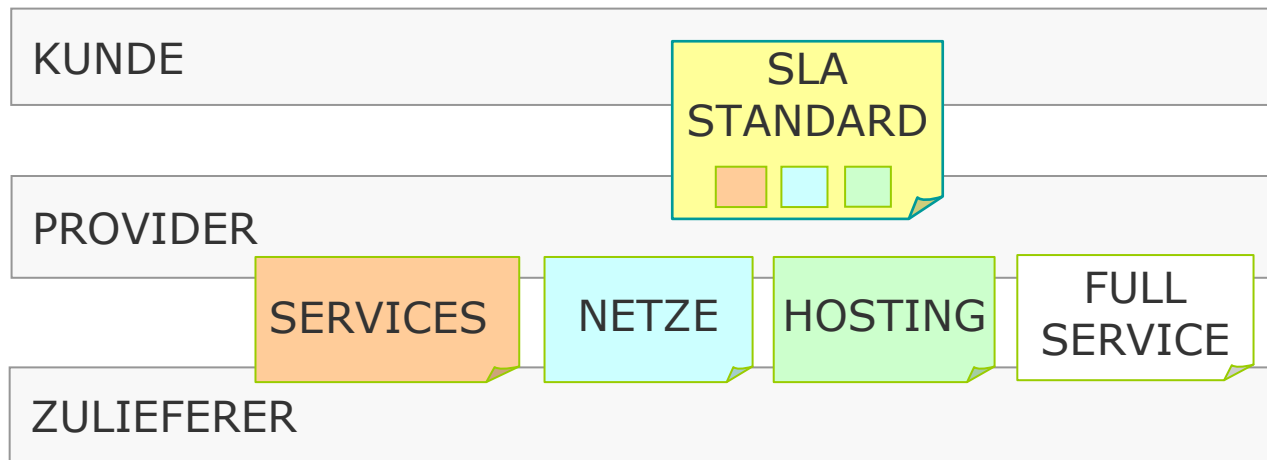 KUNDE
SLA
STANDARD
PROVIDER
SERVICES
NETZE
HOSTING
FULL
SERVICE
ZULIEFERER